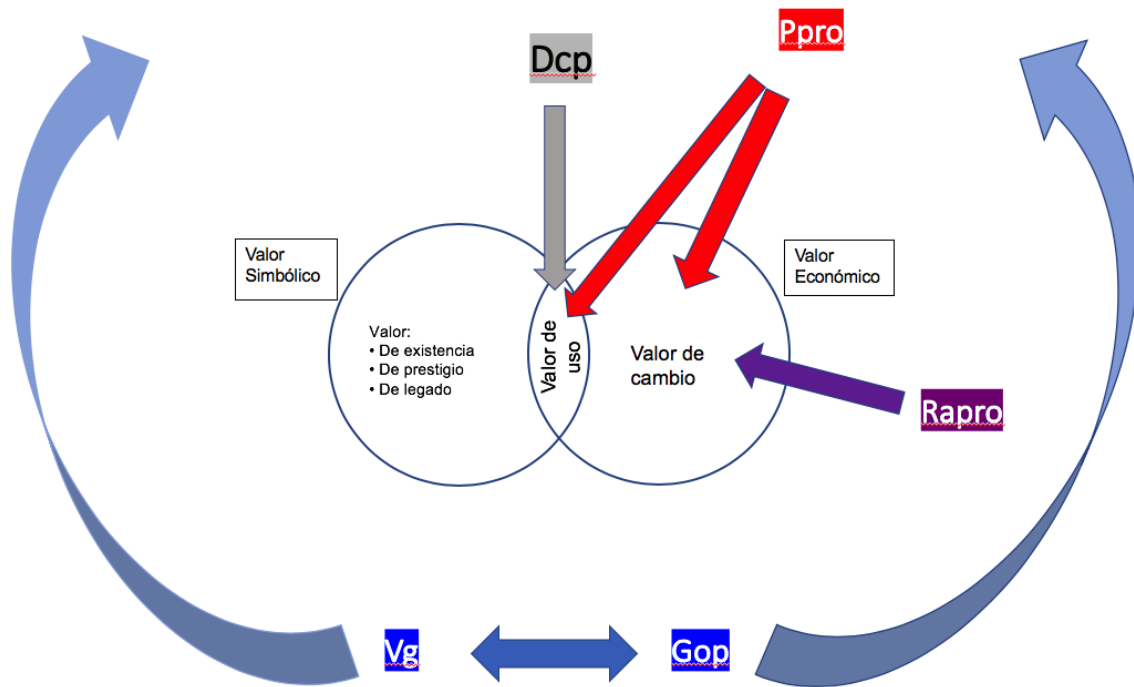 Ppro
Dcp
Valor
Simbólico
Valor
Económico
Valor:
• De existencia
• De prestigio
• De legado
Valor de
uso
Valor de
cambio
Rapro
Vg
Gop